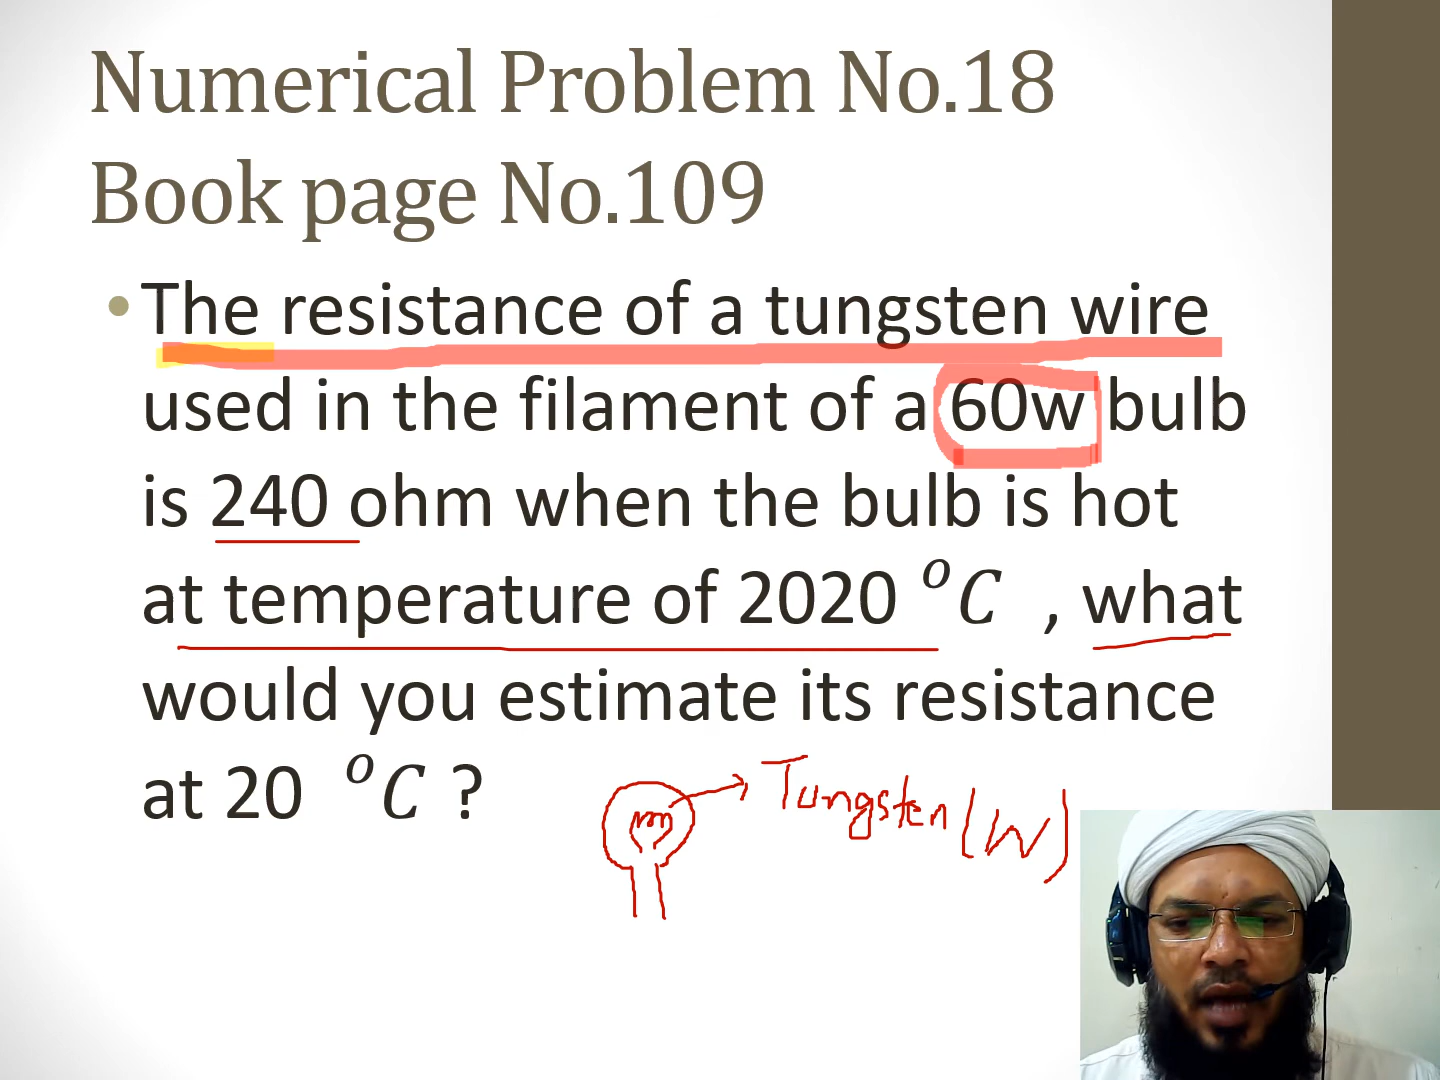 Numerical Problem No.18
Book page No.109
• The resistance of a tungsten wire
used in the filament of a 60w bulb
is 240 ohm when the bulb is hot
at temperature of 2020 °C , what
would you estimate its resistance
at 20 °C ?
Tungsten (W)